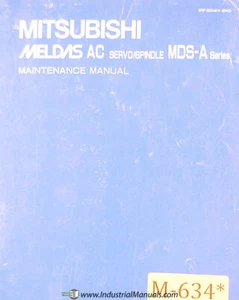 MITSUBISHI
MELDAS AC SERVO/SPINDLE MDS-A Series
MAINTENANCE MANUAL
www.IndustrialManuals.com
M-634*